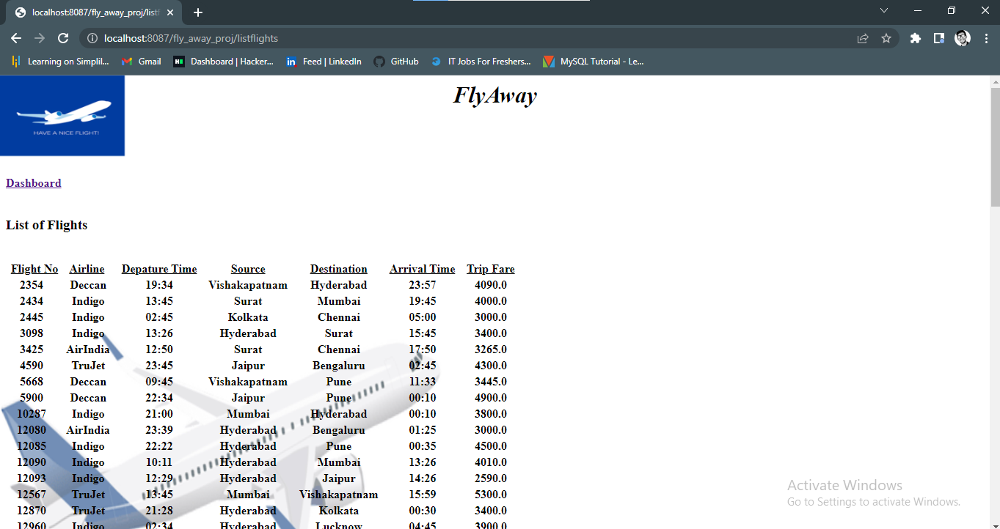 localhost:8087/fly_away_proj/listf
localhost:8087/fly_away_proj/listflights
Learning on Simplil... Gmail Dashboard | Hacker... Feed | LinkedIn GitHub IT Jobs For Freshers... MySQL Tutorial - Le...
HAVE A NICE FLIGHT!
FlyAway
Dashboard
List of Flights
Flight No Airline Depature Time Source Destination Arrival Time Trip Fare
2354 Deccan 19:34 Vishakapatnam Hyderabad 23:57 4090.0
2434 Indigo 13:45 Surat Mumbai 19:45 4000.0
2445 Indigo 02:45 Kolkata Chennai 05:00 3000.0
3098 Indigo 13:26 Hyderabad Surat 15:45 3400.0
3425 AirIndia 12:50 Surat Chennai 17:50 3265.0
4590 TruJet 23:45 Jaipur Bengaluru 02:45 4300.0
5668 Deccan 09:45 Vishakapatnam Pune 11:33 3445.0
5900 Deccan 22:34 Jaipur Pune 00:10 4900.0
10287 Indigo 21:00 Mumbai Hyderabad 00:10 3800.0
12080 AirIndia 23:39 Hyderabad Bengaluru 01:25 3000.0
12085 Indigo 22:22 Hyderabad Pune 00:35 4500.0
12090 Indigo 10:11 Hyderabad Mumbai 13:26 4010.0
12093 Indigo 12:29 Hyderabad Jaipur 14:26 2590.0
12567 TruJet 13:45 Mumbai Vishakapatnam 15:59 5300.0
12870 TruJet 21:28 Hyderabad Kolkata 00:30 3400.0
12960 Indigo 02:34 Hyderabad Lucknow 04:45 3900.0
Activate Windows
Go to Settings to activate Windows.